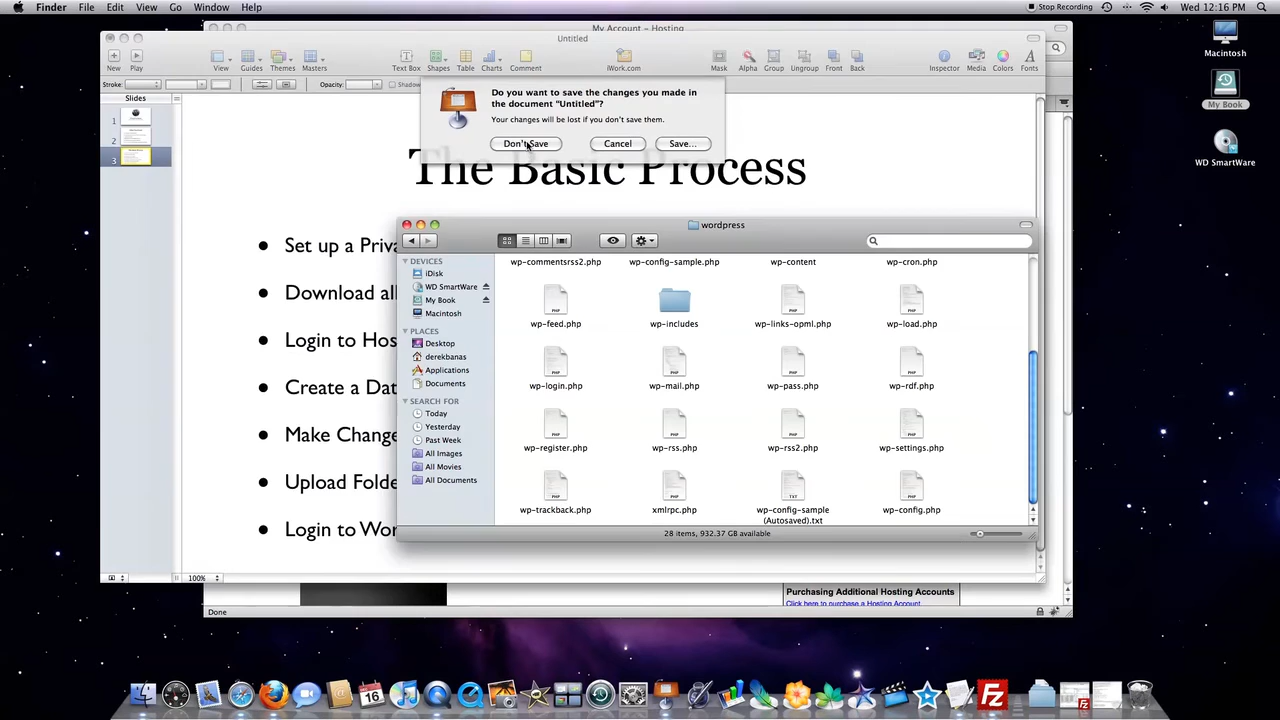 Finder File Edit View Go Window Help
Stop Recording Wed 12:16 PM
My Account - Hosting
Untitled
New Play View Guides Themes Masters Text Box Shapes Table Charts Comment iWork.com Mask Alpha Group Ungroup Front Back Inspector Media Colors Fonts
Stroke: Opacity: Shadow
Slides
1
2
3
Do you want to save the changes you made in
the document "Untitled"?
Your changes will be lost if you don't save them.
Don't Save Cancel Save...
The Basic Process
Set up a Priva
Download all
Login to Hos
Create a Dat
Make Change
Upload Folde
Login to Wor
wordpress
DEVICES
iDisk
WD SmartWare
My Book
Macintosh
PLACES
Desktop
derekbanas
Applications
Documents
SEARCH FOR
Today
Yesterday
Past Week
All Images
All Movies
All Documents
wp-commentsrss2.php wp-config-sample.php wp-content wp-cron.php
wp-feed.php wp-includes wp-links-opml.php wp-load.php
wp-login.php wp-mail.php wp-pass.php wp-rdf.php
wp-register.php wp-rss.php wp-rss2.php wp-settings.php
wp-trackback.php xmlrpc.php wp-config-sample
(Autosaved).txt wp-config.php
28 items, 932.37 GB available
100%
Purchasing Additional Hosting Accounts
Click here to purchase a Hosting Account.
Done
Macintosh
My Book
WD SmartWare